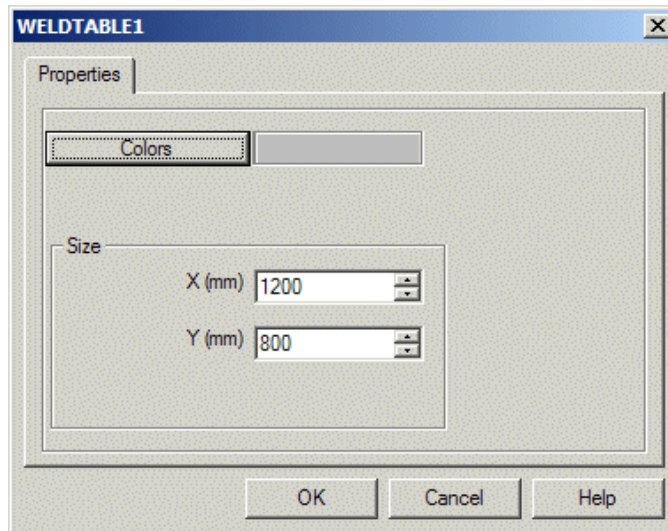 WELDTABLE1
Properties
Colors
Size
X (mm) 1200
Y (mm) 800
OK Cancel Help